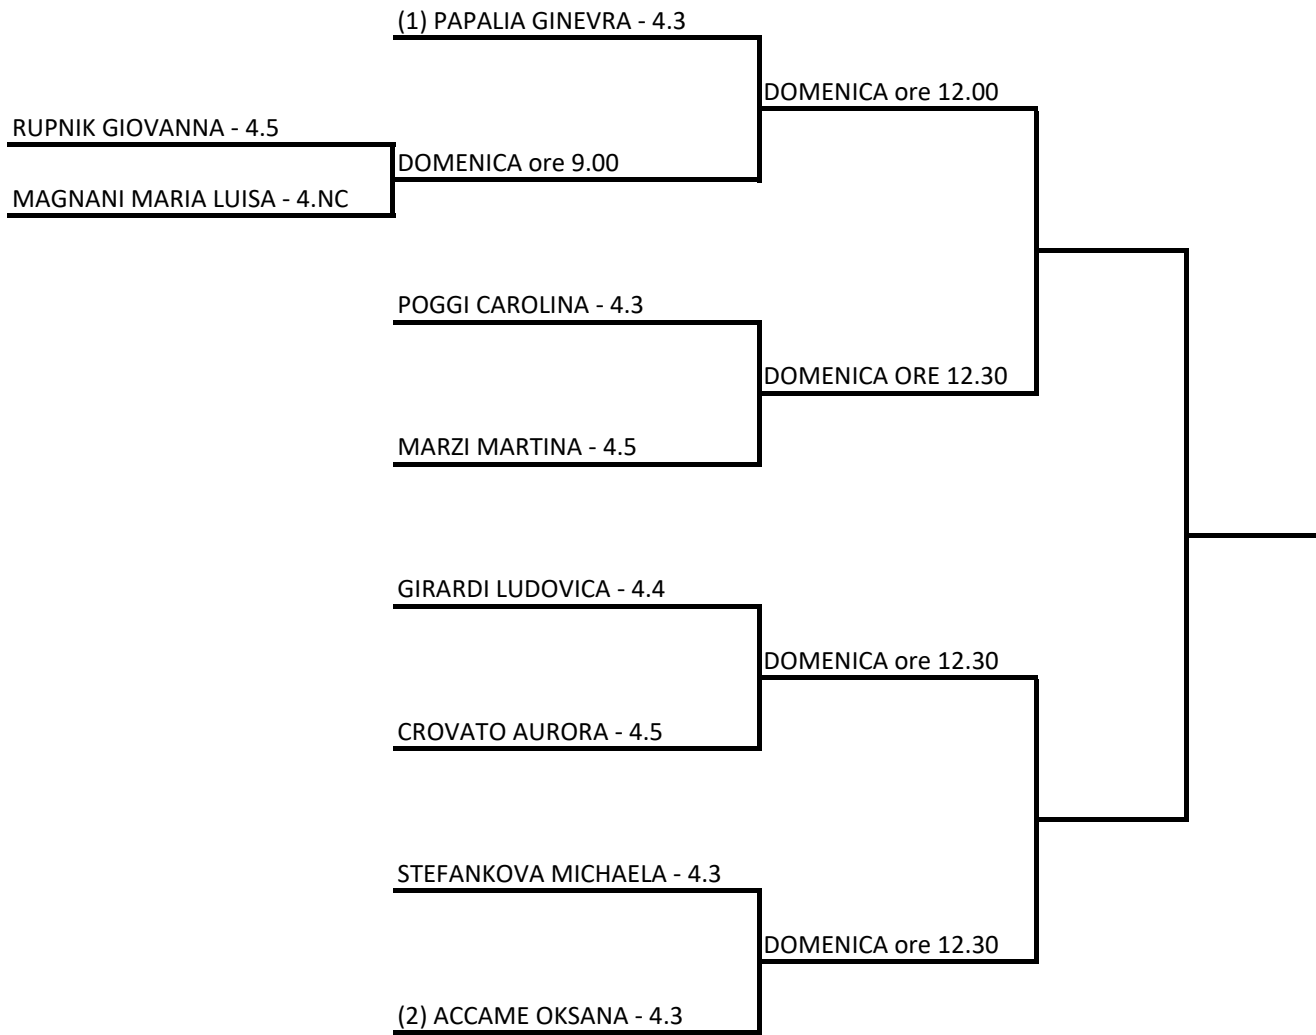 (1) PAPALIA GINEVRA - 4.3
DOMENICA ore 12.00
RUPNIK GIOVANNA - 4.5
DOMENICA ore 9.00
MAGNANI MARIA LUISA - 4.NC
POGGI CAROLINA - 4.3
DOMENICA ORE 12.30
MARZI MARTINA - 4.5
GIRARDI LUDOVICA - 4.4
DOMENICA ore 12.30
CROVATO AURORA - 4.5
STEFANKOVA MICHAELA - 4.3
DOMENICA ore 12.30
(2) ACCAME OKSANA - 4.3